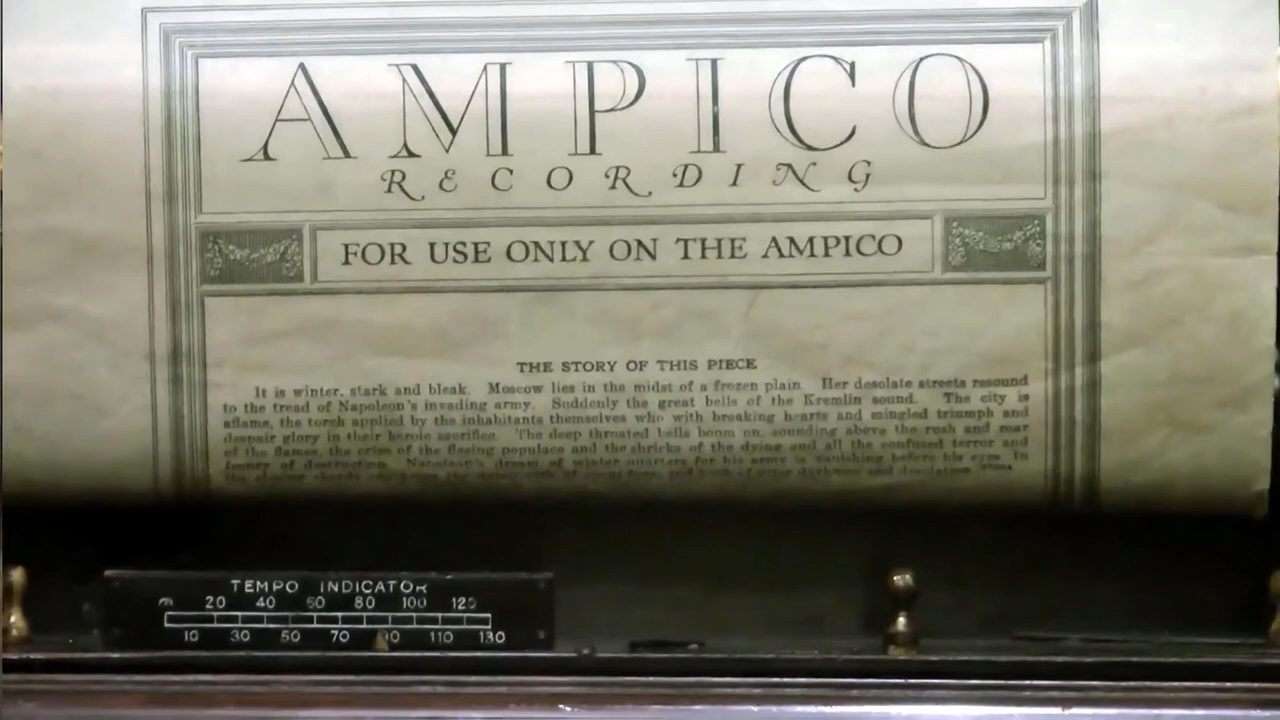 AMPICO
RECORDING
FOR USE ONLY ON THE AMPICO
THE STORY OF THIS PIECE
It is winter, stark and bleak. Moscow lies in the midst of a frozen plain. Her desolate streets resound
to the tread of Napoleon's invading army. Suddenly the great bells of the Kremlin sound. The city is
aflame, the torch applied by the inhabitants themselves who with breaking hearts and mingled triumph and
despair glory in their heroic sacrifice. The deep throated bells boom on, sounding above the rush and roar
of the flames, the cries of the fleeing populace and the shrieks of the dying and all the confused terror and
frenzy of destruction. Napoleon's dream of winter quarters for his army is vanishing before his eyes. In
TEMPO INDICATOR
20 40 60 80 100 120
10 30 50 70 90 110 130